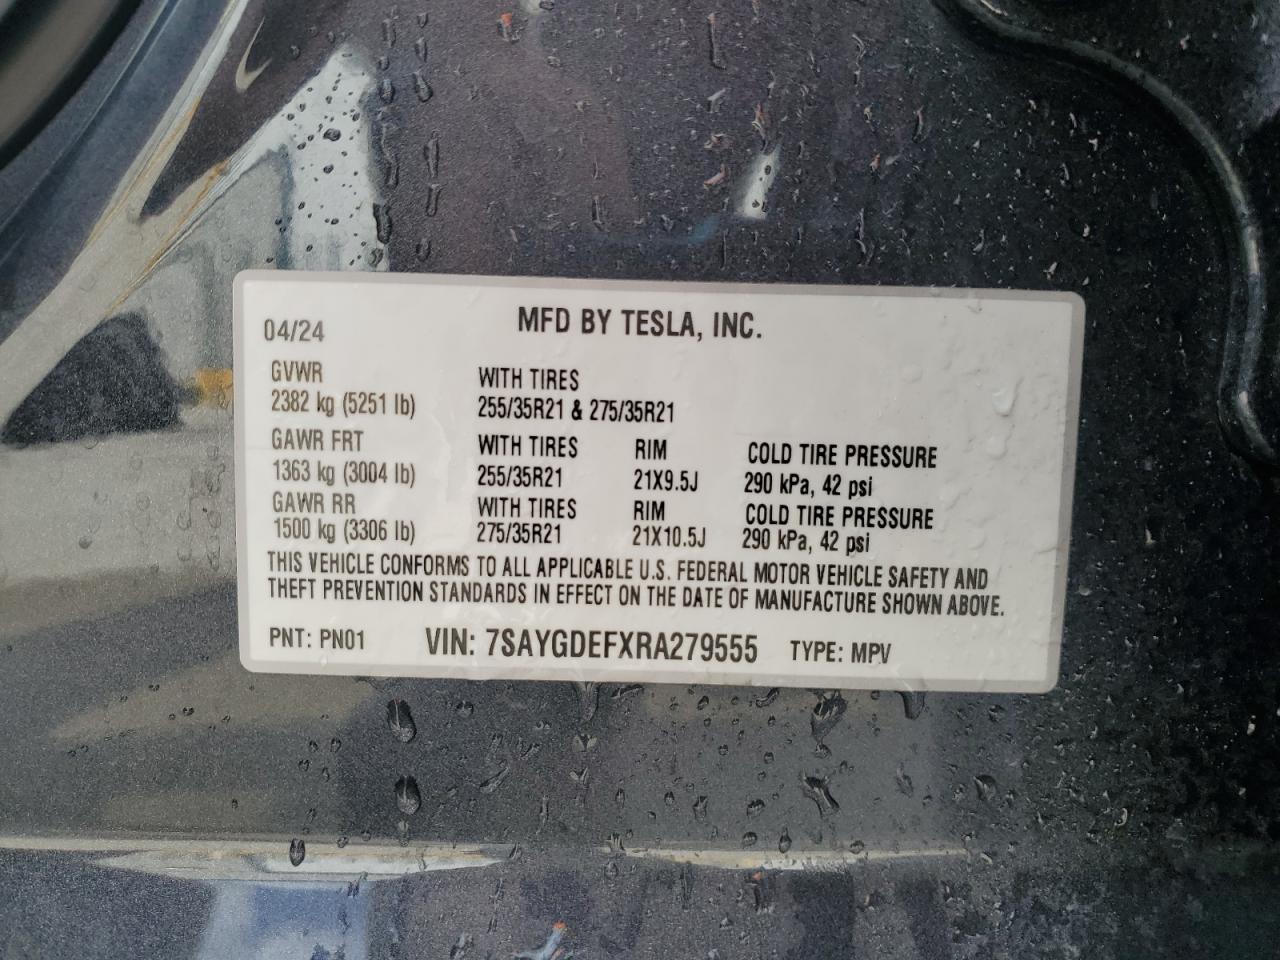 04/24 MFD BY TESLA, INC.
GVWR WITH TIRES
2382 kg (5251 lb) 255/35R21 & 275/35R21
GAWR FRT WITH TIRES RIM COLD TIRE PRESSURE
1363 kg (3004 lb) 255/35R21 21X9.5J 290 kPa, 42 psi
GAWR RR WITH TIRES RIM COLD TIRE PRESSURE
1500 kg (3306 lb) 275/35R21 21X10.5J 290 kPa, 42 psi
THIS VEHICLE CONFORMS TO ALL APPLICABLE U.S. FEDERAL MOTOR VEHICLE SAFETY AND
THEFT PREVENTION STANDARDS IN EFFECT ON THE DATE OF MANUFACTURE SHOWN ABOVE.
PNT: PN01 VIN: 7SAYGDEFXRA279555 TYPE: MPV